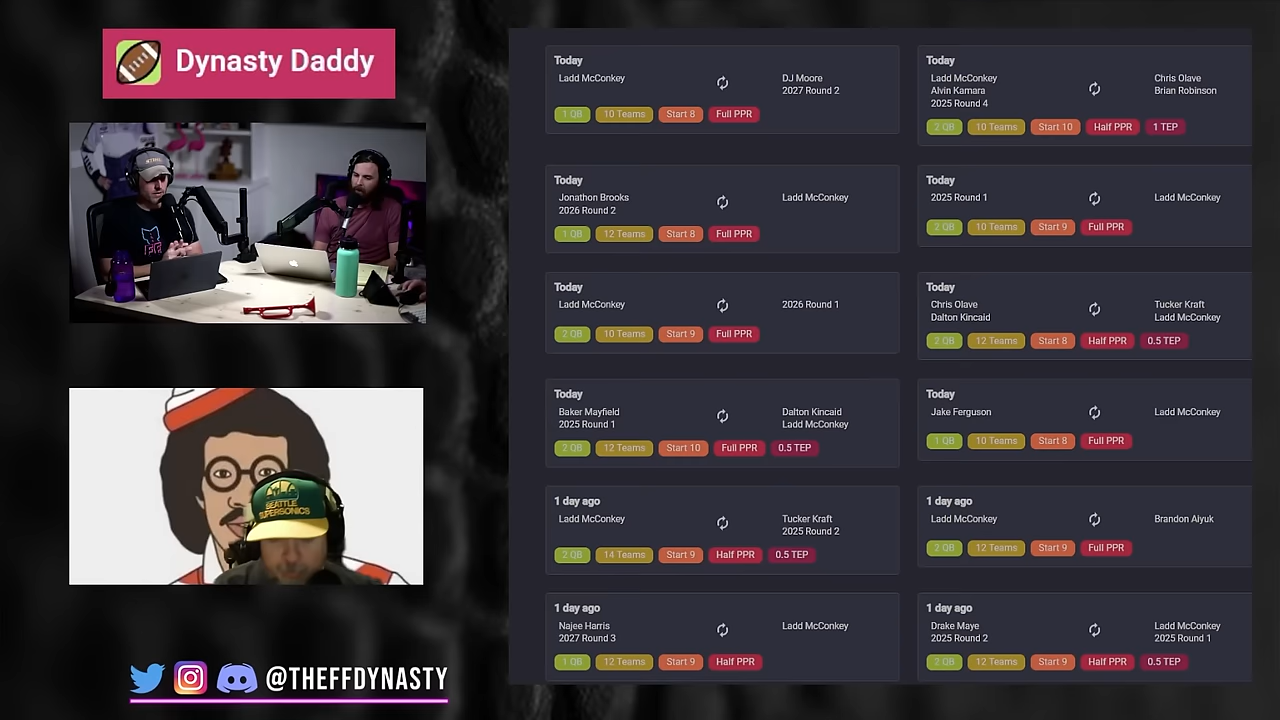 Dynasty Daddy
STIHL
SEATTLE
SUPERSONICS
@THEFFDYNASTY
Today
Ladd McConkey
DJ Moore
2027 Round 2
1 QB 10 Teams Start 8 Full PPR
Today
Ladd McConkey
Alvin Kamara
2025 Round 4
Chris Olave
Brian Robinson
2 QB 10 Teams Start 10 Half PPR 1 TEP
Today
Jonathon Brooks
2026 Round 2
Ladd McConkey
1 QB 12 Teams Start 8 Full PPR
Today
2025 Round 1
Ladd McConkey
2 QB 10 Teams Start 9 Full PPR
Today
Ladd McConkey
2026 Round 1
2 QB 10 Teams Start 9 Full PPR
Today
Chris Olave
Dalton Kincaid
Tucker Kraft
Ladd McConkey
2 QB 12 Teams Start 8 Half PPR 0.5 TEP
Today
Baker Mayfield
2025 Round 1
Dalton Kincaid
Ladd McConkey
2 QB 12 Teams Start 10 Full PPR 0.5 TEP
Today
Jake Ferguson
Ladd McConkey
1 QB 10 Teams Start 8 Full PPR
1 day ago
Ladd McConkey
Tucker Kraft
2025 Round 2
2 QB 14 Teams Start 9 Half PPR 0.5 TEP
1 day ago
Ladd McConkey
Brandon Aiyuk
2 QB 12 Teams Start 9 Full PPR
1 day ago
Najee Harris
2027 Round 3
Ladd McConkey
1 QB 12 Teams Start 9 Half PPR
1 day ago
Drake Maye
2025 Round 2
Ladd McConkey
2025 Round 1
2 QB 12 Teams Start 9 Half PPR 0.5 TEP